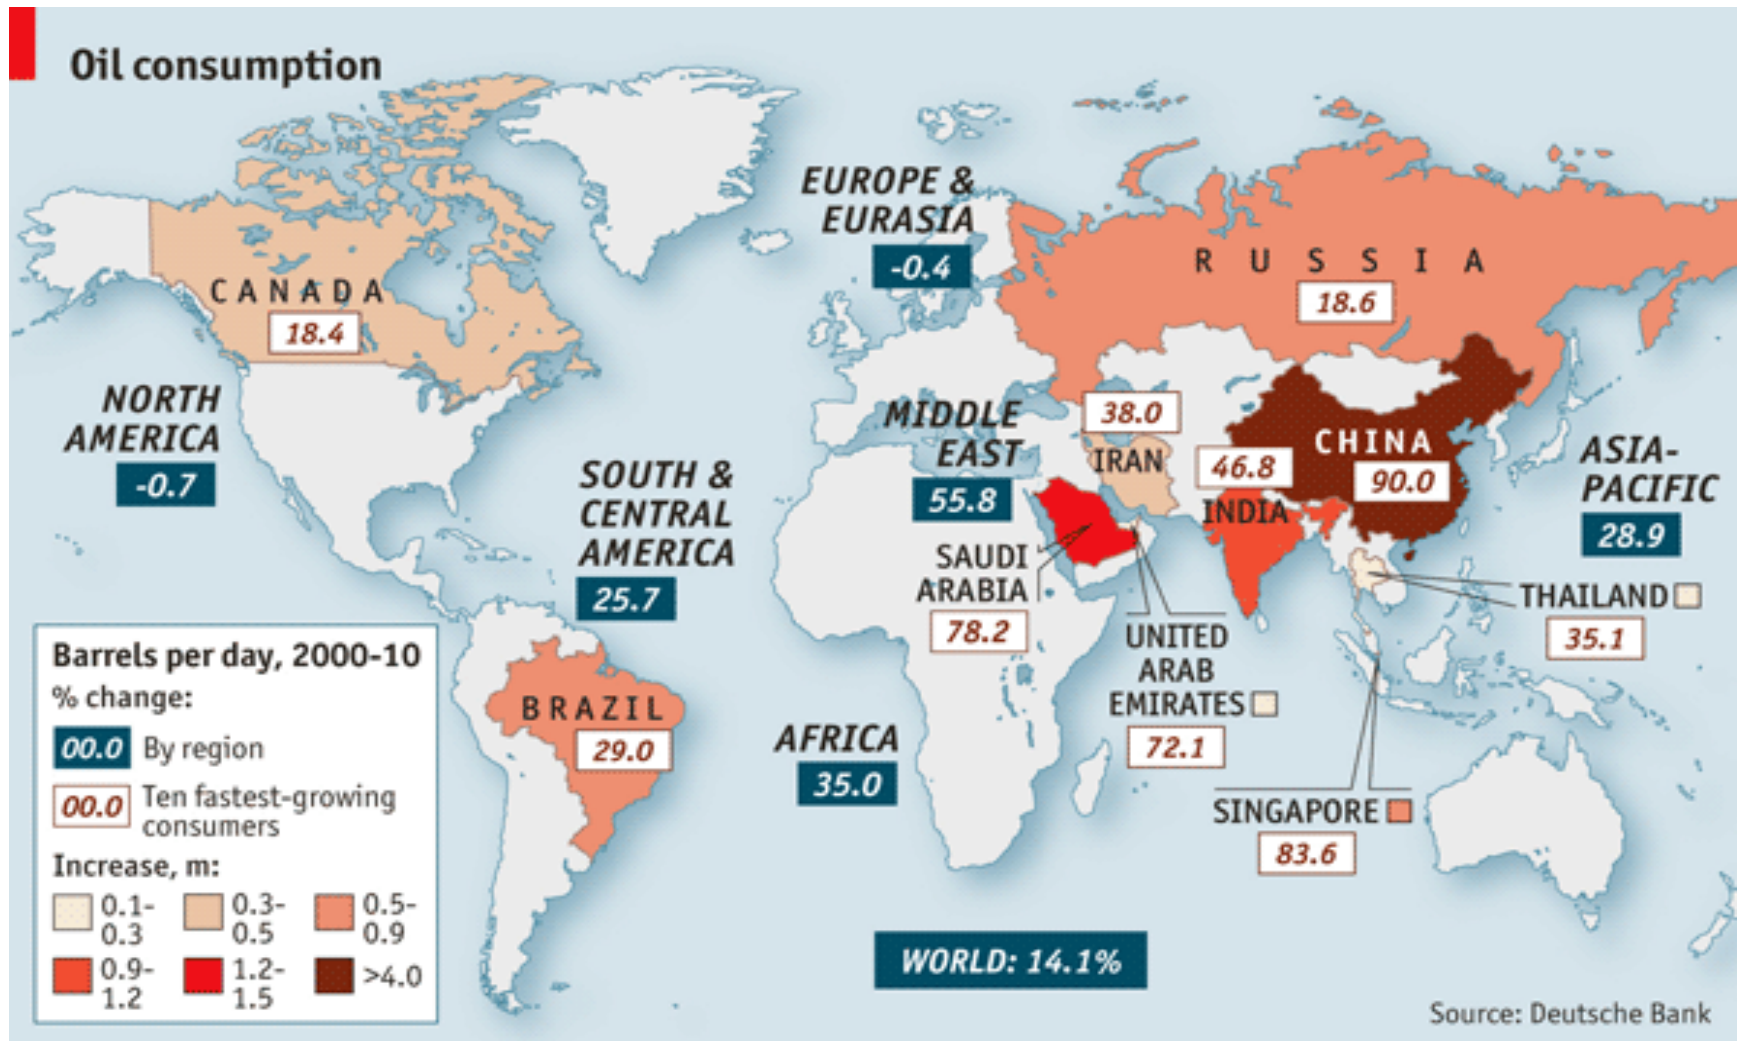 Oil consumption
EUROPE &
EURASIA
-0.4
R U S S I A
18.6
CANADA
18.4
NORTH
AMERICA
-0.7
MIDDLE
EAST
55.8
38.0
IRAN
46.8
INDIA
CHINA
90.0
ASIA-
PACIFIC
28.9
SOUTH &
CENTRAL
AMERICA
25.7
SAUDI
ARABIA
78.2
UNITED
ARAB
EMIRATES
72.1
THAILAND
35.1
BRAZIL
29.0
AFRICA
35.0
SINGAPORE
83.6
Barrels per day, 2000-10
% change:
00.0 By region
00.0 Ten fastest-growing
consumers
Increase, m:
0.1-
0.3
0.3-
0.5
0.5-
0.9
0.9-
1.2
1.2-
1.5
>4.0
WORLD: 14.1%
Source: Deutsche Bank